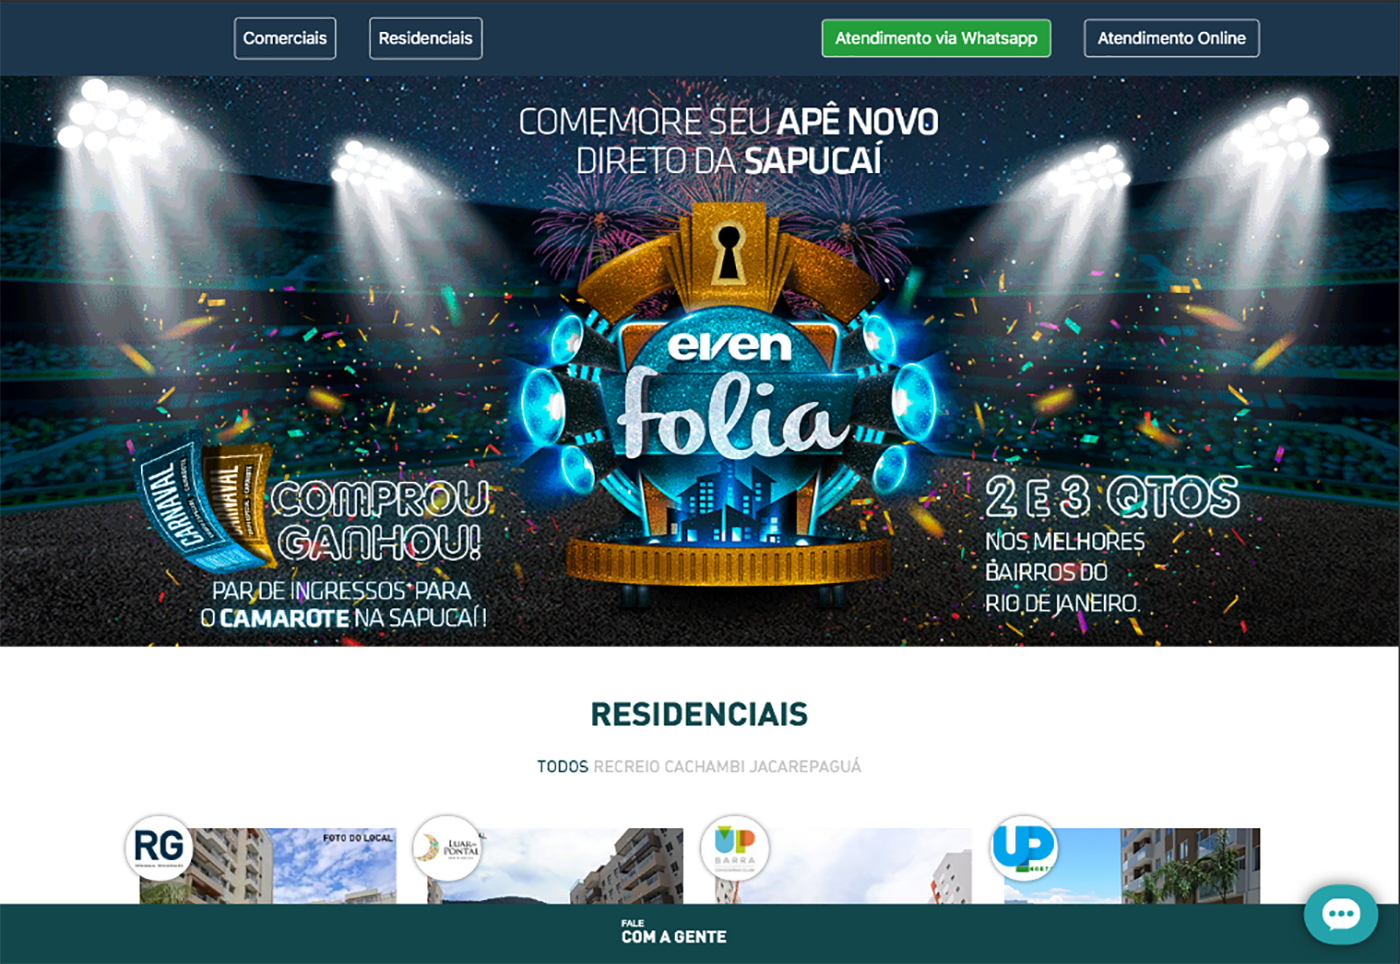 Comerciais
Residenciais
Atendimento via Whatsapp
Atendimento Online
COMEMORE SEU APÊ NOVO
DIRETO DA SAPUCAÍ
even
folia
CARNAVAL
CARNAVAL
COMPROU
GANHOU!
PAR DE INGRESSOS PARA
O CAMAROTE NA SAPUCAÍ!
2 E 3 QTOS
NOS MELHORES
BAIRROS DO
RIO DE JANEIRO.
RESIDENCIAIS
TODOS RECREIO CACHAMBI JACAREPAGUÁ
RG
FOTO DO LOCAL
LUAR DO
PONTAL
AL
UP
BARRA
UP
NORTE
FALE
COM A GENTE